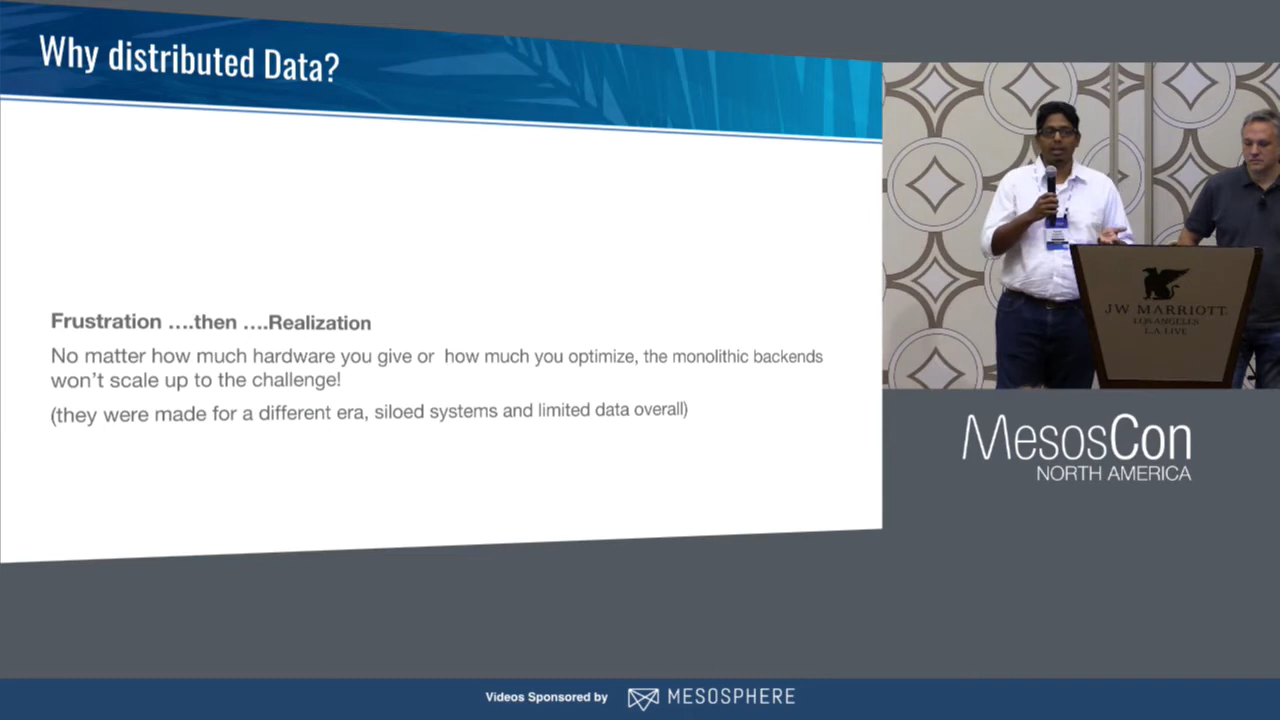 Why distributed Data?
Frustration ....then ....Realization
No matter how much hardware you give or how much you optimize, the monolithic backends
won't scale up to the challenge!
(they were made for a different era, siloed systems and limited data overall)
JW MARRIOTT
LOS ANGELES
L.A. LIVE
MesosCon
NORTH AMERICA
Videos Sponsored by MESOSPHERE